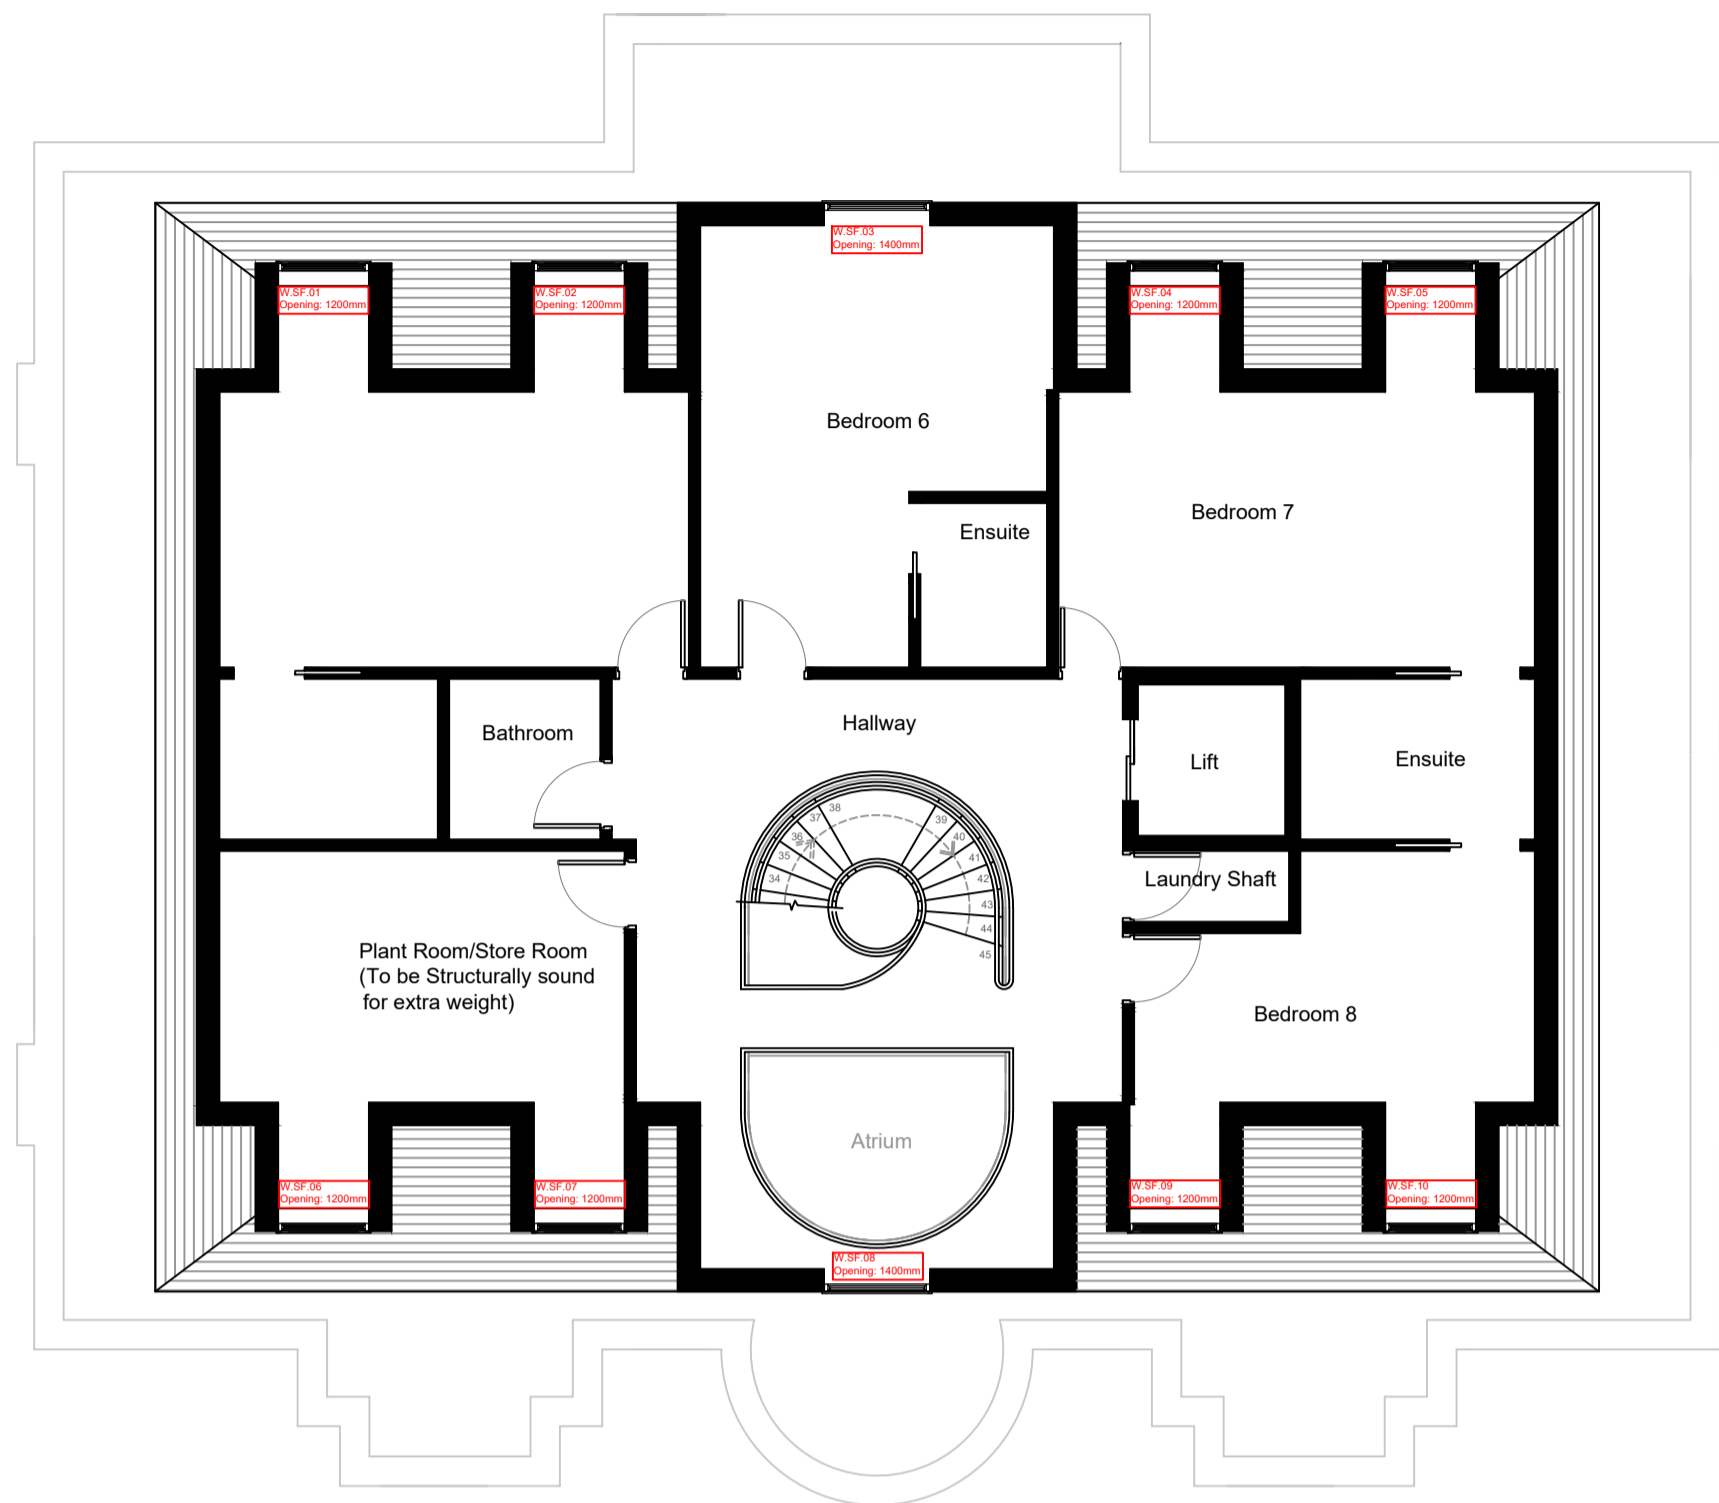 W.SF.03
Opening: 1400mm
W.SF.01
Opening: 1200mm
W.SF.02
Opening: 1200mm
W.SF.04
Opening: 1200mm
W.SF.05
Opening: 1200mm
Bedroom 6
Bedroom 7
Ensuite
Hallway
Bathroom
Lift
Ensuite
38
37
36
35
34
39
40
41
42
43
44
45
Laundry Shaft
Plant Room/Store Room
(To be Structurally sound
for extra weight)
Bedroom 8
Atrium
W.SF.06
Opening: 1200mm
W.SF.07
Opening: 1200mm
W.SF.09
Opening: 1200mm
W.SF.10
Opening: 1200mm
W.SF.08
Opening: 1400mm